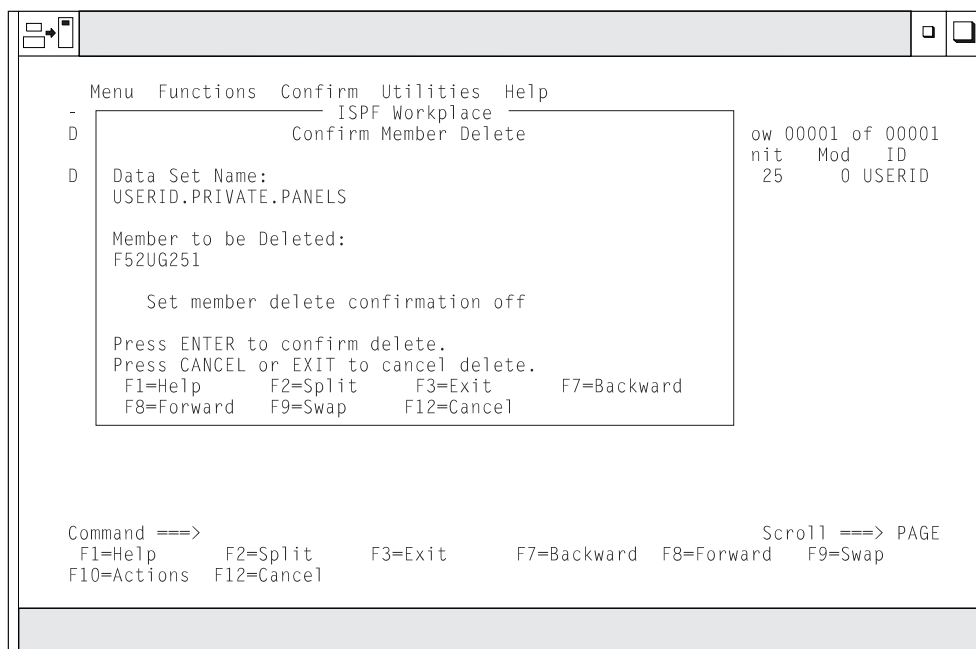 Menu Functions Confirm Utilities Help
- ISPF Workplace
D Confirm Member Delete ow 00001 of 00001
nit Mod ID
D Data Set Name: 25 0 USERID
USERID.PRIVATE.PANELS
Member to be Deleted:
F52UG251
Set member delete confirmation off
Press ENTER to confirm delete.
Press CANCEL or EXIT to cancel delete.
F1=Help F2=Split F3=Exit F7=Backward
F8=Forward F9=Swap F12=Cancel
Command ===> Scroll ===> PAGE
F1=Help F2=Split F3=Exit F7=Backward F8=Forward F9=Swap
F10=Actions F12=Cancel